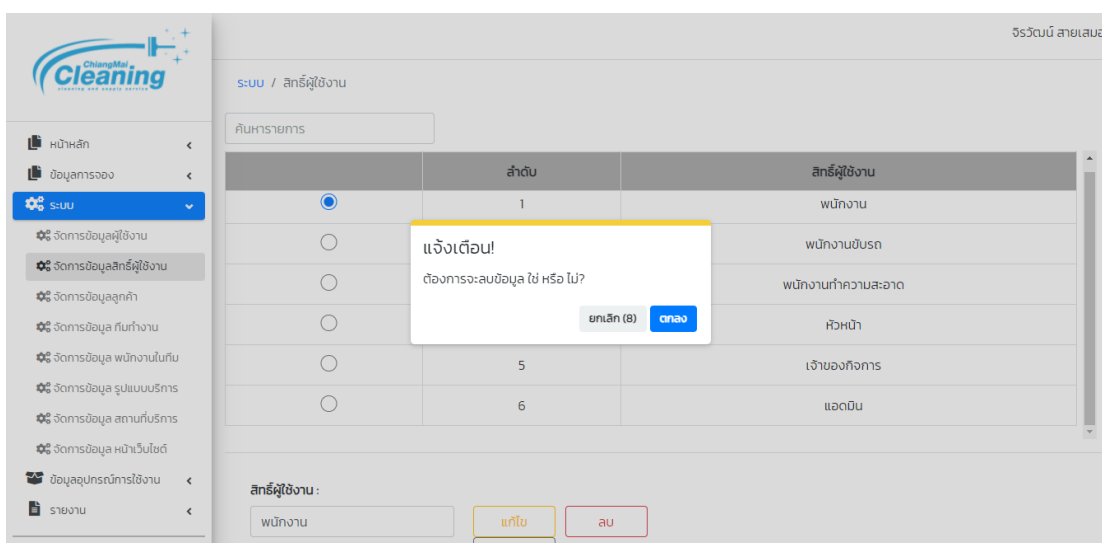 จิรวัฒน์ สายเสมอ
ChiangMai
Cleaning
cleaning and supply service
ระบบ / สิทธิ์ผู้ใช้งาน
ค้นหารายการ
หน้าหลัก
ข้อมูลการจอง
ระบบ
จัดการข้อมูลผู้ใช้งาน
จัดการข้อมูลสิทธิ์ผู้ใช้งาน
จัดการข้อมูลลูกค้า
จัดการข้อมูล ทีมทำงาน
จัดการข้อมูล พนักงานในทีม
จัดการข้อมูล รูปแบบบริการ
จัดการข้อมูล สถานที่บริการ
จัดการข้อมูล หน้าเว็บไซต์
ข้อมูลอุปกรณ์การใช้งาน
รายงาน
ลำดับ สิทธิ์ผู้ใช้งาน
1 พนักงาน
พนักงานขับรถ
พนักงานทำความสะอาด
หัวหน้า
5 เจ้าของกิจการ
6 แอดมิน
แจ้งเตือน!
ต้องการจะลบข้อมูล ใช่ หรือ ไม่?
ยกเลิก (8) ตกลง
สิทธิ์ผู้ใช้งาน :
พนักงาน แก้ไข ลบ